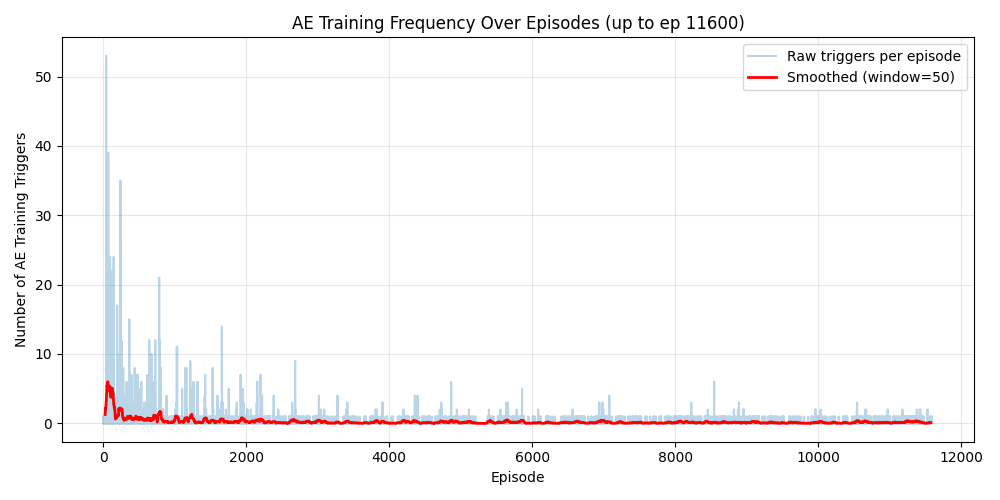 AE Training Frequency Over Episodes (up to ep 11600)
Raw triggers per episode
Smoothed (window=50)
Number of AE Training Triggers
50
40
30
20
10
0
0 2000 4000 6000 8000 10000 12000
Episode